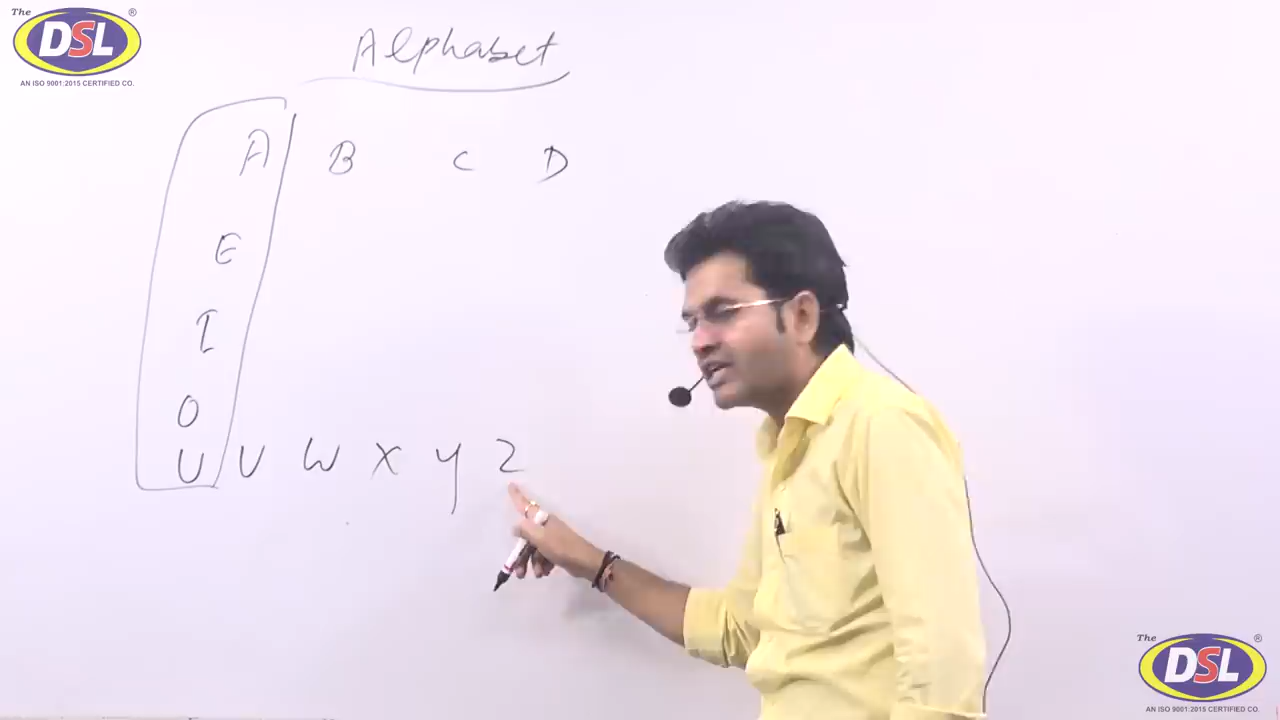 The DSL ®
AN ISO 9001:2015 CERTIFIED CO.
Alphabet
A B C D
E
I
O
U V W X Y Z
The DSL ®
AN ISO 9001:2015 CERTIFIED CO.